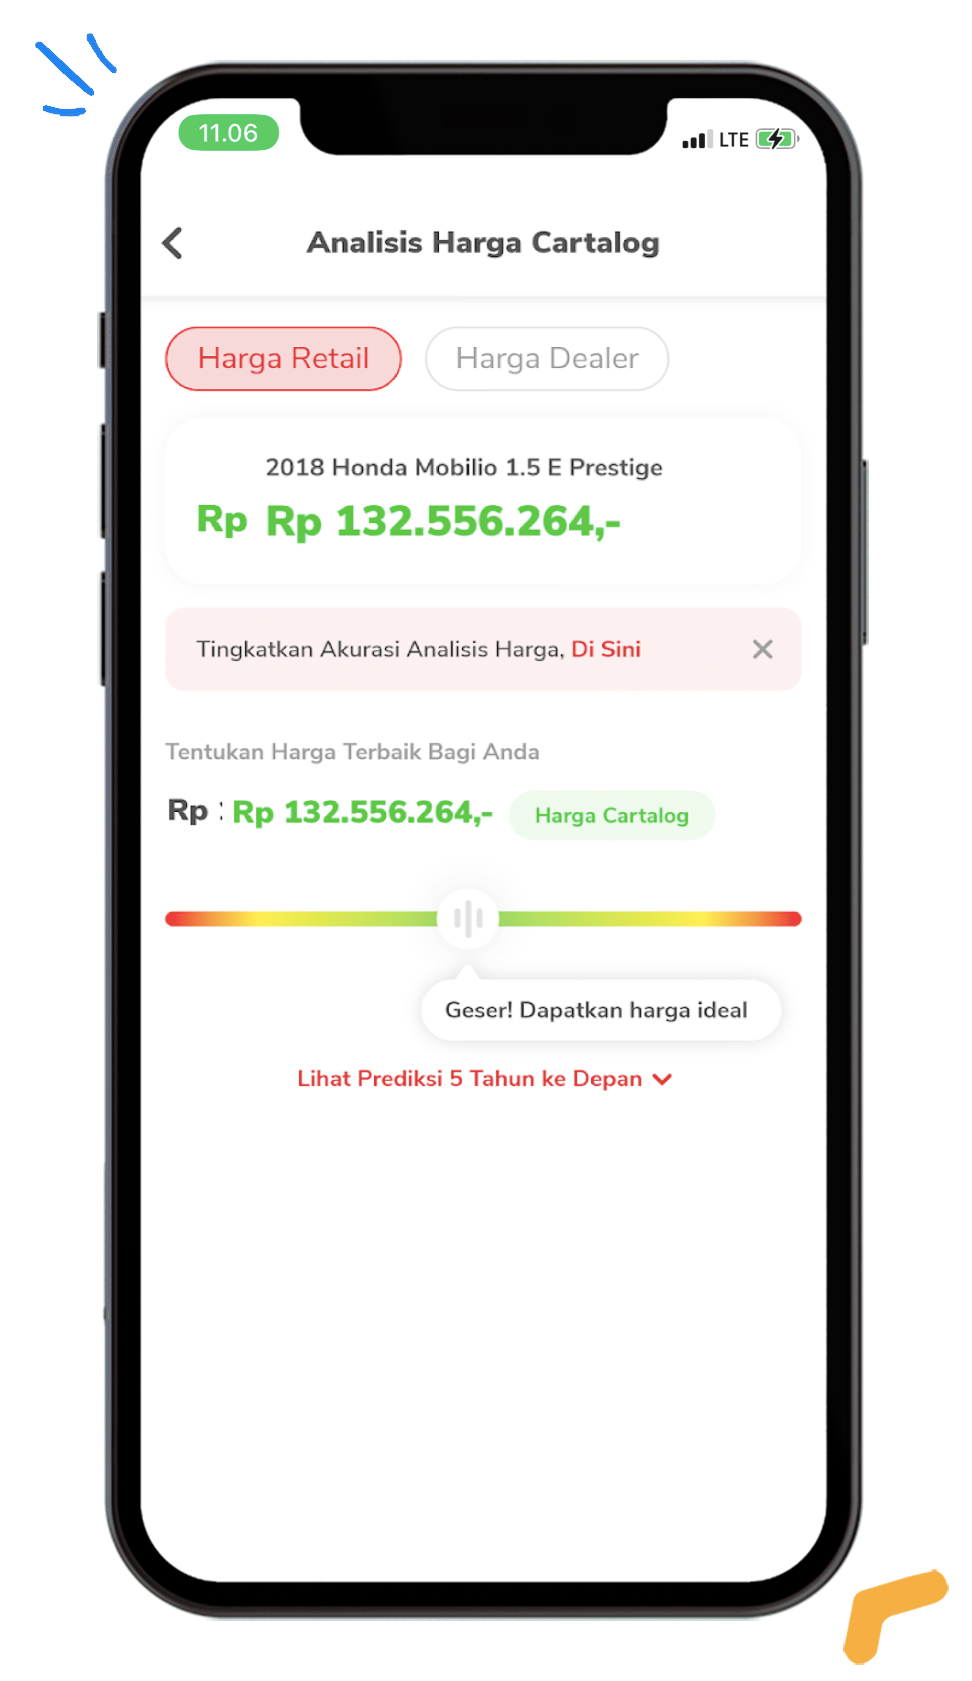 11.06
LTE
Analisis Harga Cartalog
Harga Retail
Harga Dealer
2018 Honda Mobilio 1.5 E Prestige
Rp Rp 132.556.264,-
Tingkatkan Akurasi Analisis Harga, Di Sini
Tentukan Harga Terbaik Bagi Anda
Rp : Rp 132.556.264,- Harga Cartalog
Geser! Dapatkan harga ideal
Lihat Prediksi 5 Tahun ke Depan